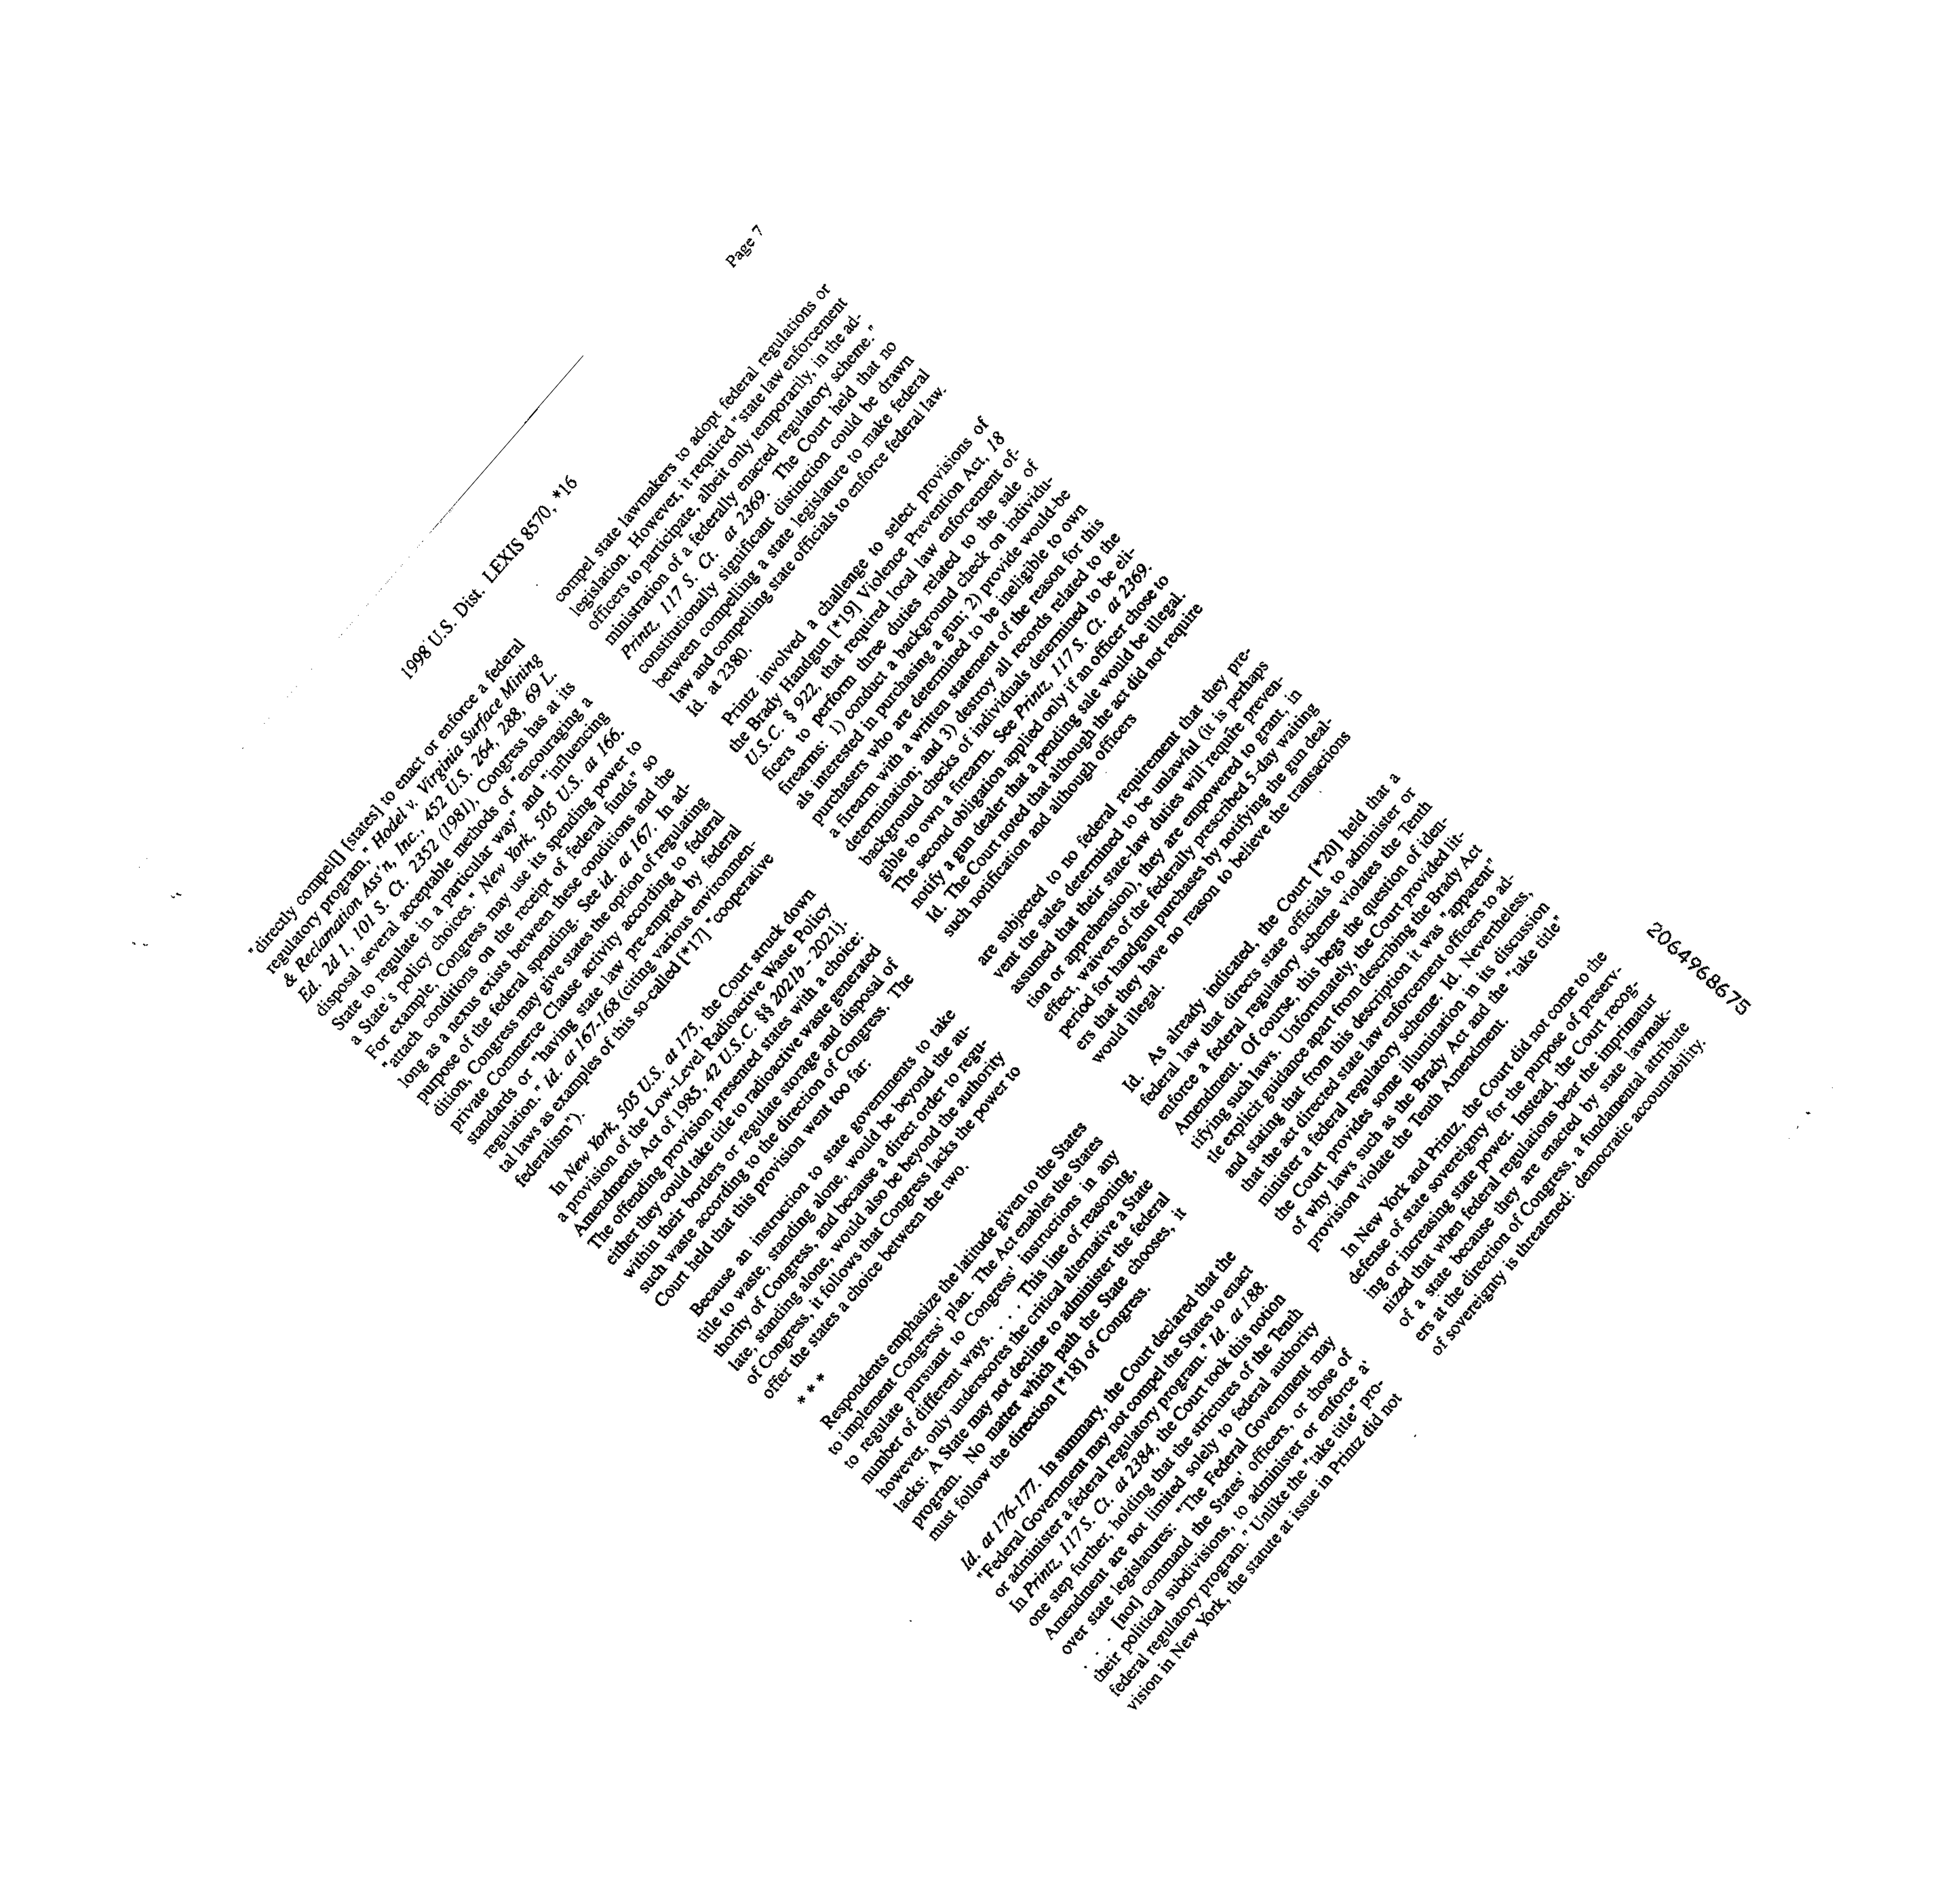 Page 7
1998 U.S. Dist. LEXIS 8570, *16
"directly compel[] [states] to enact or enforce a federal
regulatory program," Hodel v. Virginia Surface Mining
& Reclamation Ass'n, Inc., 452 U.S. 264, 288, 69 L.
Ed. 2d 1, 101 S. Ct. 2352 (1981), Congress has at its
disposal several acceptable methods of "encouraging a
State to regulate in a particular way" and "influencing
a State's policy choices." New York, 505 U.S. at 166.
For example, Congress may use its spending power to
"attach conditions on the receipt of federal funds" so
long as a nexus exists between these conditions and the
purpose of the federal spending. See id. at 167. In ad-
dition, Congress may give states the option of regulating
private Commerce Clause activity according to federal
standards or "having state law pre-empted by federal
regulation." Id. at 167-168 (citing various environmen-
tal laws as examples of this so-called [*17] "cooperative
federalism").
In New York, 505 U.S. at 175, the Court struck down
a provision of the Low-Level Radioactive Waste Policy
Amendments Act of 1985, 42 U.S.C. §§ 2021b - 2021j.
The offending provision presented states with a choice:
either they could take title to radioactive waste generated
within their borders or regulate storage and disposal of
such waste according to the direction of Congress. The
Court held that this provision went too far:
Because an instruction to state governments to take
title to waste, standing alone, would be beyond the au-
thority of Congress, and because a direct order to regu-
late, standing alone, would also be beyond the authority
of Congress, it follows that Congress lacks the power to
offer the states a choice between the two.
* * *
Respondents emphasize the latitude given to the States
to implement Congress' plan. The Act enables the States
to regulate pursuant to Congress' instructions in any
number of different ways. . . . This line of reasoning,
however, only underscores the critical alternative a State
lacks: A State may not decline to administer the federal
program. No matter which path the State chooses, it
must follow the direction [*18] of Congress.
Id. at 176-177. In summary, the Court declared that the
"Federal Government may not compel the States to enact
or administer a federal regulatory program." Id. at 188.
In Printz, 117 S. Ct. at 2384, the Court took this notion
one step further, holding that the strictures of the Tenth
Amendment are not limited solely to federal authority
over state legislatures: "The Federal Government may
. . . [not] command the States' officers, or those of
their political subdivisions, to administer or enforce a
federal regulatory program." Unlike the "take title" pro-
vision in New York, the statute at issue in Printz did not
compel state lawmakers to adopt federal regulations or
legislation. However, it required "state law enforcement
officers to participate, albeit only temporarily, in the ad-
ministration of a federally enacted regulatory scheme."
Printz, 117 S. Ct. at 2369. The Court held that no
constitutionally significant distinction could be drawn
between compelling a state legislature to make federal
law and compelling state officials to enforce federal law.
Id. at 2380.
Printz involved a challenge to select provisions of
the Brady Handgun [*19] Violence Prevention Act, 18
U.S.C. § 922, that required local law enforcement of-
ficers to perform three duties related to the sale of
firearms: 1) conduct a background check on individu-
als interested in purchasing a gun; 2) provide would-be
purchasers who are determined to be ineligible to own
a firearm with a written statement of the reason for this
determination; and 3) destroy all records related to the
background checks of individuals determined to be eli-
gible to own a firearm. See Printz, 117 S. Ct. at 2369.
The second obligation applied only if an officer chose to
notify a gun dealer that a pending sale would be illegal.
Id. The Court noted that although the act did not require
such notification and although officers
are subjected to no federal requirement that they pre-
vent the sales determined to be unlawful (it is perhaps
assumed that their state-law duties will require preven-
tion or apprehension), they are empowered to grant, in
effect, waivers of the federally prescribed 5-day waiting
period for handgun purchases by notifying the gun deal-
ers that they have no reason to believe the transactions
would illegal.
Id. As already indicated, the Court [*20] held that a
federal law that directs state officials to administer or
enforce a federal regulatory scheme violates the Tenth
Amendment. Of course, this begs the question of iden-
tifying such laws. Unfortunately, the Court provided lit-
tle explicit guidance apart from describing the Brady Act
and stating that from this description it was "apparent"
that the act directed state law enforcement officers to ad-
minister a federal regulatory scheme. Id. Nevertheless,
the Court provides some illumination in its discussion
of why laws such as the Brady Act and the "take title"
provision violate the Tenth Amendment.
In New York and Printz, the Court did not come to the
defense of state sovereignty for the purpose of preserv-
ing or increasing state power. Instead, the Court recog-
nized that when federal regulations bear the imprimatur
of a state because they are enacted by state lawmak-
ers at the direction of Congress, a fundamental attribute
of sovereignty is threatened: democratic accountability.
2064968675